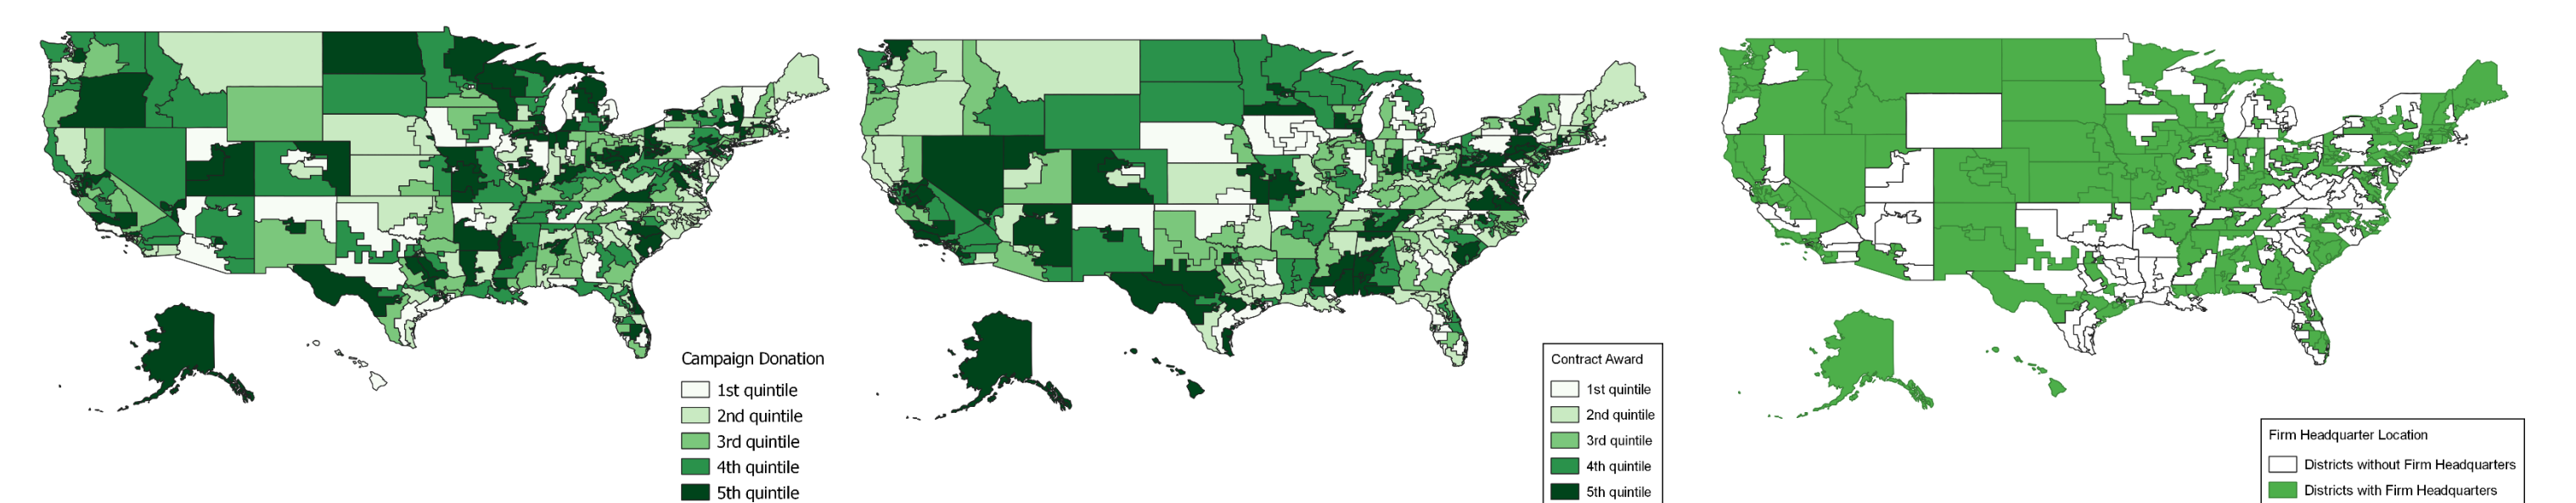 Campaign Donation
1st quintile
2nd quintile
3rd quintile
4th quintile
5th quintile
Contract Award
1st quintile
2nd quintile
3rd quintile
4th quintile
5th quintile
Firm Headquarter Location
Districts without Firm Headquarters
Districts with Firm Headquarters